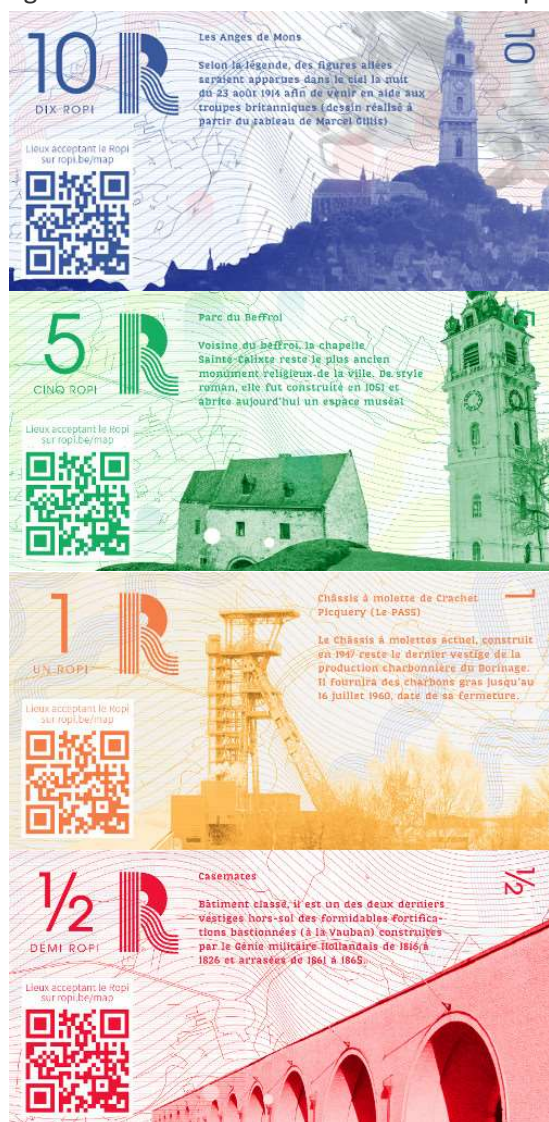 10
DIX ROPI
R
Les Anges de Mons
Selon la légende, des figures ailées
seraient apparues dans le ciel la nuit
du 23 août 1914 afin de venir en aide aux
troupes britanniques (dessin réalisé à
partir du tableau de Marcel Gillis)
10
Lieux acceptant le Ropi
sur ropi.be/map
5
CINQ ROPI
R
Parc du Beffroi
Voisine du beffroi, la chapelle
Sainte-Calixte reste le plus ancien
monument religieux de la ville. De style
roman, elle fut construite en 1051 et
abrite aujourd'hui un espace muséal
Lieux acceptant le Ropi
sur ropi.be/map
1
UN ROPI
R
Châssis à molette de Crachet
Picquery (Le PASS)
Le Châssis à molettes actuel, construit
en 1947 reste le dernier vestige de la
production charbonnière du Borinage.
Il fournira des charbons gras jusqu'au
16 juillet 1960, date de sa fermeture.
1
Lieux acceptant le Ropi
sur ropi.be/map
½
DEMI ROPI
R
Casemates
Bâtiment classé, il est un des deux derniers
vestiges hors-sol des formidables fortifica-
tions bastionnées (à la Vauban) construites
par le Génie militaire Hollandais de 1816 à
1826 et arrasées de 1861 à 1865.
½
Lieux acceptant le Ropi
sur ropi.be/map